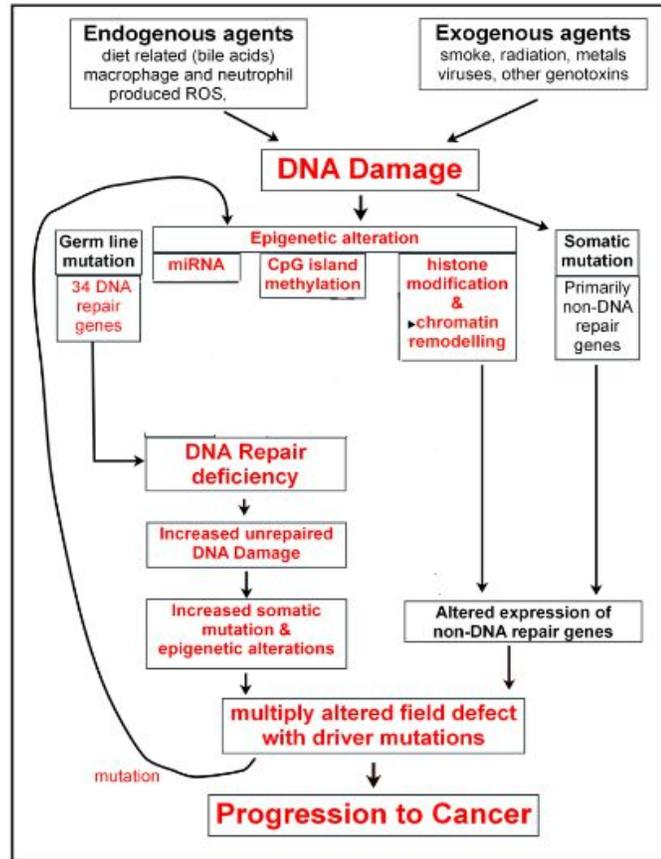 Endogenous agents
diet related (bile acids)
macrophage and neutrophil
produced ROS,
Exogenous agents
smoke, radiation, metals
viruses, other genotoxins
DNA Damage
Germ line
mutation
34 DNA
repair
genes
Epigenetic alteration
miRNA
CpG island
methylation
histone
modification
&
chromatin
remodelling
Somatic
mutation
Primarily
non-DNA
repair
genes
DNA Repair
deficiency
Increased unrepaired
DNA Damage
Increased somatic
mutation &
epigenetic alterations
Altered expression of
non-DNA repair genes
multiply altered field defect
with driver mutations
mutation
Progression to Cancer